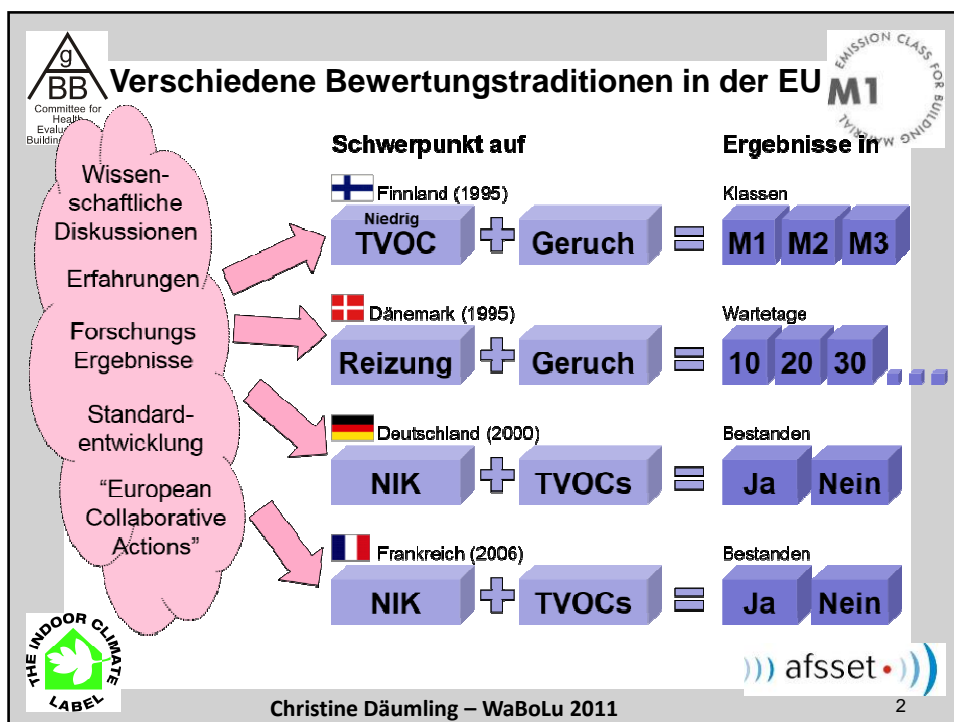 g
BB
Committee for
Health
Building
Verschiedene Bewertungstraditionen in der EU
EMISSION CLASS FOR BUILDING MATERIAL
M1
Wissen-
schaftliche
Diskussionen
Erfahrungen
Forschungs
Ergebnisse
Standard-
entwicklung
“European
Collaborative
Actions”
Schwerpunkt auf
Ergebnisse in
Finnland (1995)
Klassen
Niedrig
TVOC + Geruch = M1 M2 M3
Dänemark (1995)
Wartetage
Reizung + Geruch = 10 20 30
Deutschland (2000)
Bestanden
NIK + TVOCs = Ja Nein
Frankreich (2006)
Bestanden
NIK + TVOCs = Ja Nein
THE INDOOR CLIMATE
LABEL
))) afsset •)))
Christine Däumling – WaBoLu 2011
2